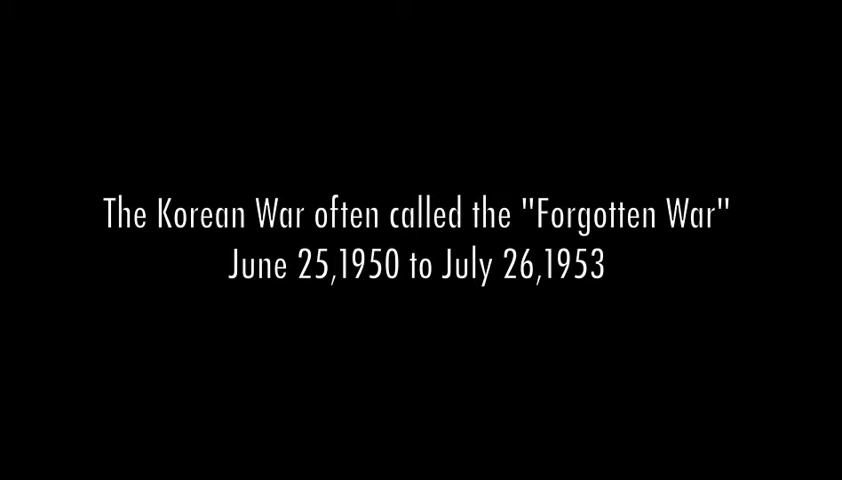 The Korean War often called the "Forgotten War"
June 25,1950 to July 26,1953